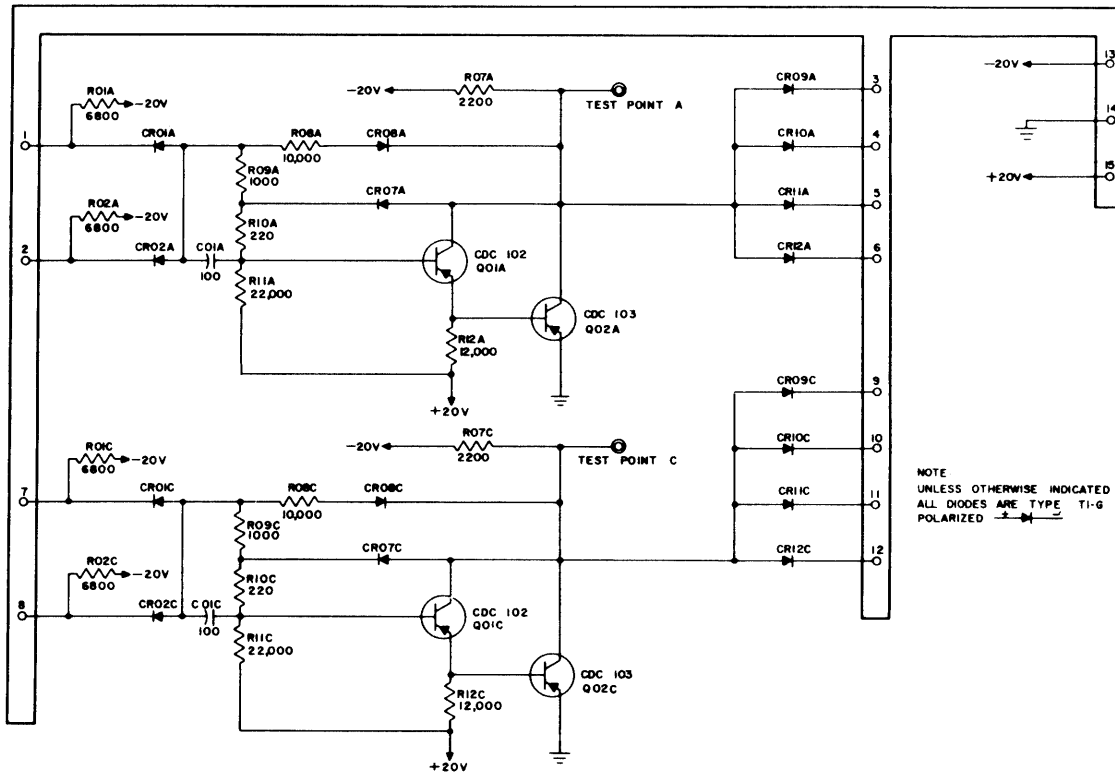 R07A
-20V
2200
TEST POINT A
CR09A
3
-20V
13
R01A
-20V
6800
1
CR01A
R08A
10,000
CR08A
CR10A
4
14
R09A
1000
CR07A
CR11A
5
+20V
15
R02A
-20V
6800
2
CR02A
C01A
100
R10A
220
CDC 102
Q01A
CR12A
6
R11A
22,000
CDC 103
Q02A
R12A
12,000
+20V
CR09C
9
R07C
-20V
2200
TEST POINT C
CR10C
10
R01C
-20V
6800
7
CR01C
R08C
10,000
CR08C
CR11C
11
NOTE
UNLESS OTHERWISE INDICATED
ALL DIODES ARE TYPE TI-G
POLARIZED + -
R09C
1000
CR07C
CR12C
12
R02C
-20V
6800
8
CR02C
C01C
100
R10C
220
CDC 102
Q01C
R11C
22,000
CDC 103
Q02C
R12C
12,000
+20V